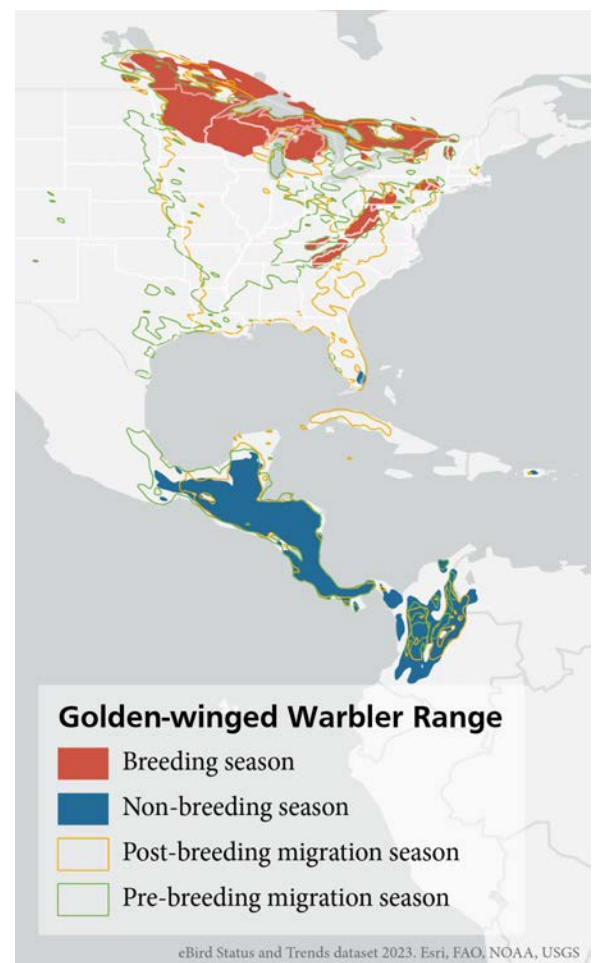 Golden-winged Warbler Range
Breeding season
Non-breeding season
Post-breeding migration season
Pre-breeding migration season
eBird Status and Trends dataset 2023. Esri, FAO, NOAA, USGS